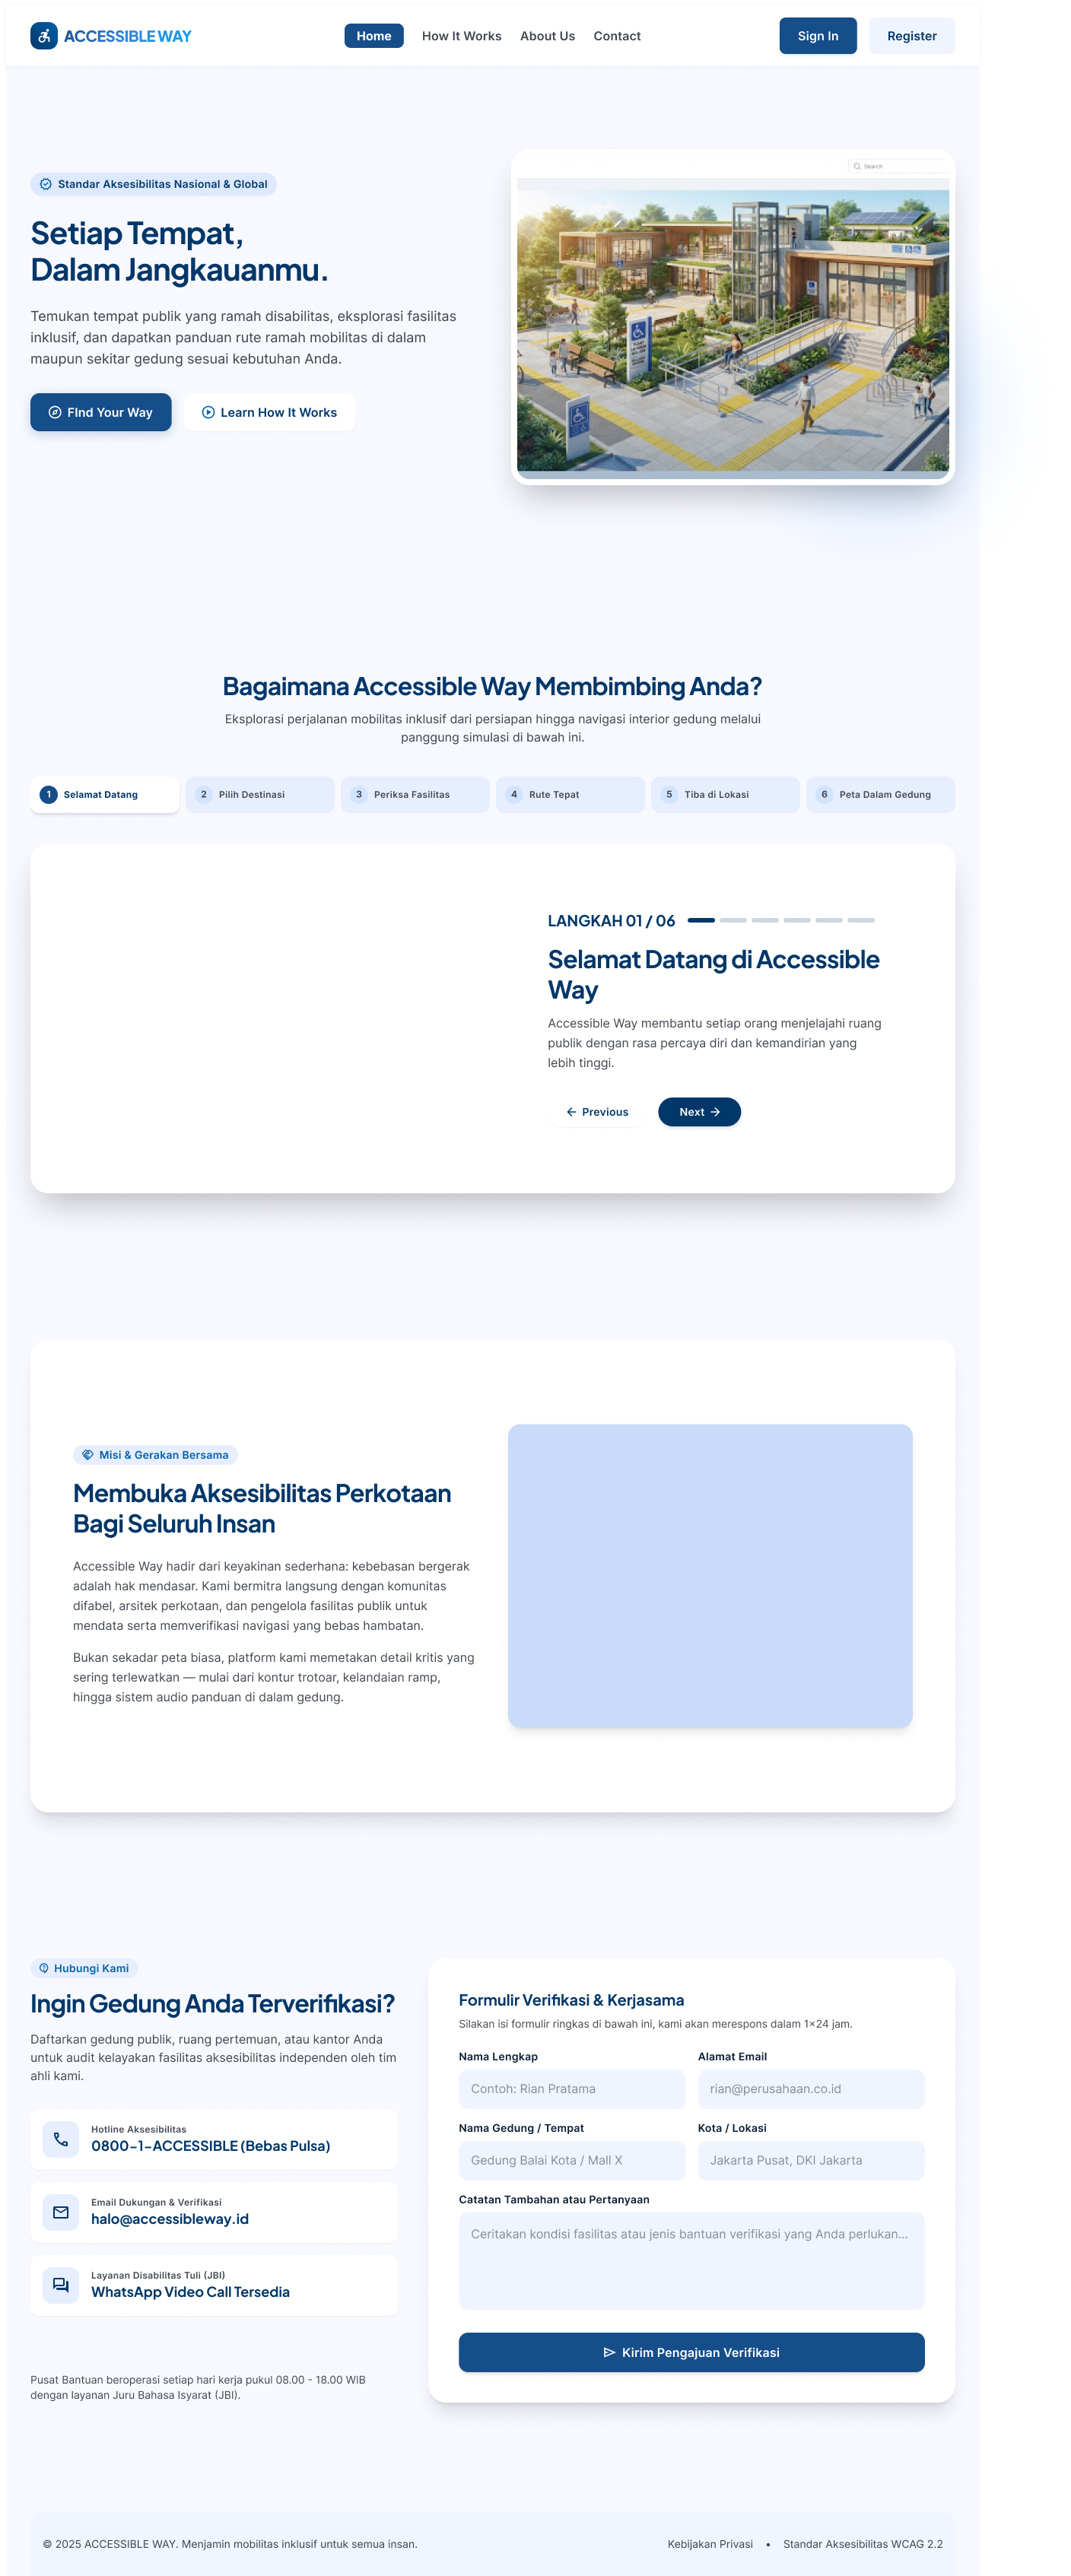 ACCESSIBLE WAY
Home
How It Works
About Us
Contact
Sign In
Register
Standar Aksesibilitas Nasional & Global
Search
Setiap Tempat,
Dalam Jangkauanmu.
Temukan tempat publik yang ramah disabilitas, eksplorasi fasilitas
inklusif, dan dapatkan panduan rute ramah mobilitas di dalam
maupun sekitar gedung sesuai kebutuhan Anda.
FInd Your Way
Learn How It Works
Bagaimana Accessible Way Membimbing Anda?
Eksplorasi perjalanan mobilitas inklusif dari persiapan hingga navigasi interior gedung melalui
panggung simulasi di bawah ini.
1 Selamat Datang
2 Pilih Destinasi
3 Periksa Fasilitas
4 Rute Tepat
5 Tiba di Lokasi
6 Peta Dalam Gedung
LANGKAH 01 / 06
Selamat Datang di Accessible
Way
Accessible Way membantu setiap orang menjelajahi ruang
publik dengan rasa percaya diri dan kemandirian yang
lebih tinggi.
Previous
Next
Misi & Gerakan Bersama
Membuka Aksesibilitas Perkotaan
Bagi Seluruh Insan
Accessible Way hadir dari keyakinan sederhana: kebebasan bergerak
adalah hak mendasar. Kami bermitra langsung dengan komunitas
difabel, arsitek perkotaan, dan pengelola fasilitas publik untuk
mendata serta memverifikasi navigasi yang bebas hambatan.
Bukan sekadar peta biasa, platform kami memetakan detail kritis yang
sering terlewatkan — mulai dari kontur trotoar, kelandaian ramp,
hingga sistem audio panduan di dalam gedung.
Hubungi Kami
Ingin Gedung Anda Terverifikasi?
Daftarkan gedung publik, ruang pertemuan, atau kantor Anda
untuk audit kelayakan fasilitas aksesibilitas independen oleh tim
ahli kami.
Hotline Aksesibilitas
0800-1-ACCESSIBLE (Bebas Pulsa)
Email Dukungan & Verifikasi
halo@accessibleway.id
Layanan Disabilitas Tuli (JBI)
WhatsApp Video Call Tersedia
Pusat Bantuan beroperasi setiap hari kerja pukul 08.00 - 18.00 WIB
dengan layanan Juru Bahasa Isyarat (JBI).
Formulir Verifikasi & Kerjasama
Silakan isi formulir ringkas di bawah ini, kami akan merespons dalam 1×24 jam.
Nama Lengkap
Contoh: Rian Pratama
Alamat Email
rian@perusahaan.co.id
Nama Gedung / Tempat
Gedung Balai Kota / Mall X
Kota / Lokasi
Jakarta Pusat, DKI Jakarta
Catatan Tambahan atau Pertanyaan
Ceritakan kondisi fasilitas atau jenis bantuan verifikasi yang Anda perlukan...
Kirim Pengajuan Verifikasi
© 2025 ACCESSIBLE WAY. Menjamin mobilitas inklusif untuk semua insan.
Kebijakan Privasi • Standar Aksesibilitas WCAG 2.2